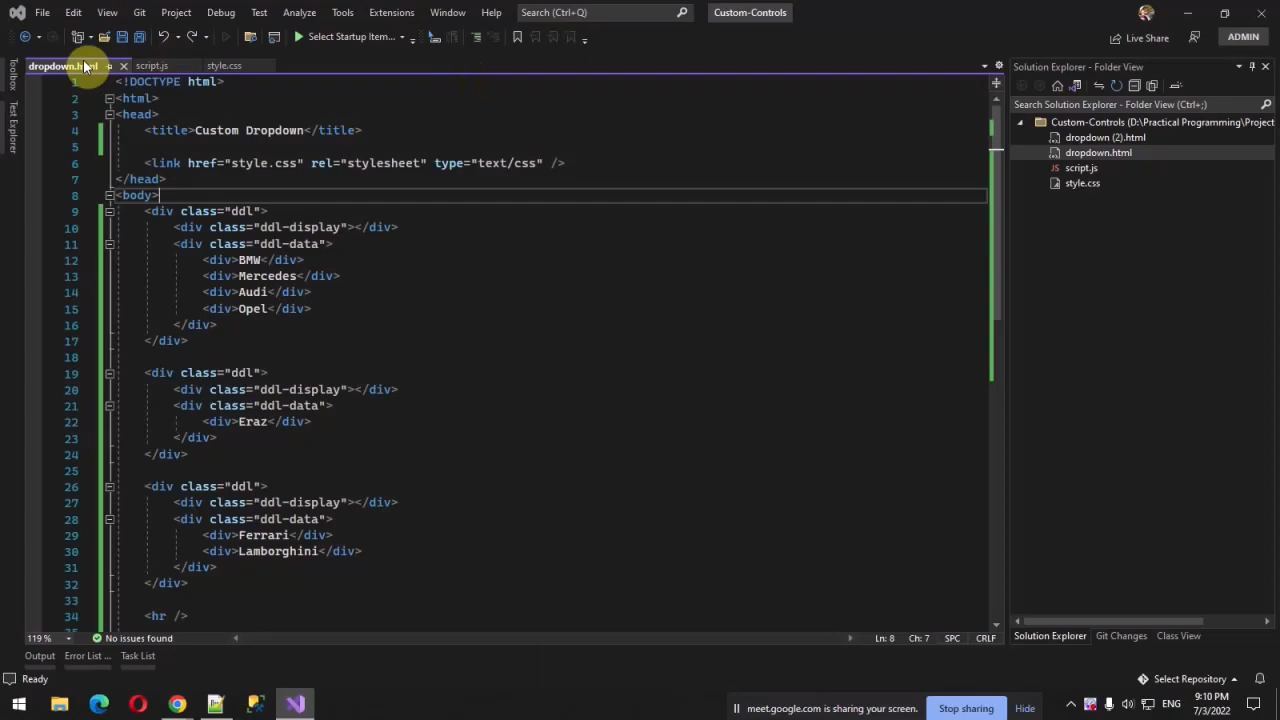 File Edit View Git Project Debug Test Analyze Tools Extensions Window Help Search (Ctrl+Q) Custom-Controls
Select Startup Item... Live Share ADMIN
dropdown.html script.js style.css
Toolbox
Test Explorer
1 <!DOCTYPE html>
2 <html>
3 <head>
4 <title>Custom Dropdown</title>
5
6 <link href="style.css" rel="stylesheet" type="text/css" />
7 </head>
8 <body>
9 <div class="ddl">
10 <div class="ddl-display"></div>
11 <div class="ddl-data">
12 <div>BMW</div>
13 <div>Mercedes</div>
14 <div>Audi</div>
15 <div>Opel</div>
16 </div>
17 </div>
18
19 <div class="ddl">
20 <div class="ddl-display"></div>
21 <div class="ddl-data">
22 <div>Eraz</div>
23 </div>
24 </div>
25
26 <div class="ddl">
27 <div class="ddl-display"></div>
28 <div class="ddl-data">
29 <div>Ferrari</div>
30 <div>Lamborghini</div>
31 </div>
32 </div>
33
34 <hr />
Solution Explorer - Folder View
Search Solution Explorer - Folder View (Ctrl+;)
Custom-Controls (D:\Practical Programming\Project
dropdown (2).html
dropdown.html
script.js
style.css
119 % No issues found Ln: 8 Ch: 7 SPC CRLF
Solution Explorer Git Changes Class View
Output Error List ... Task List
Ready Select Repository
meet.google.com is sharing your screen. Stop sharing Hide
ENG 9:10 PM
7/3/2022